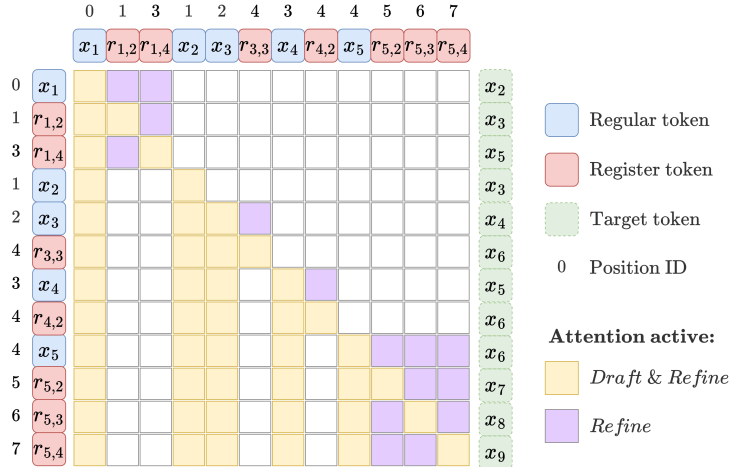 0 1 3 1 2 4 3 4 4 5 6 7
x₁ r₁,₂ r₁,₄ x₂ x₃ r₃,₃ x₄ r₄,₂ x₅ r₅,₂ r₅,₃ r₅,₄
0 x₁ x₂
1 r₁,₂ x₃
3 r₁,₄ x₅
1 x₂ x₃
2 x₃ x₄
4 r₃,₃ x₆
3 x₄ x₅
4 r₄,₂ x₆
4 x₅ x₆
5 r₅,₂ x₇
6 r₅,₃ x₈
7 r₅,₄ x₉
Regular token
Register token
Target token
0 Position ID
Attention active:
Draft & Refine
Refine